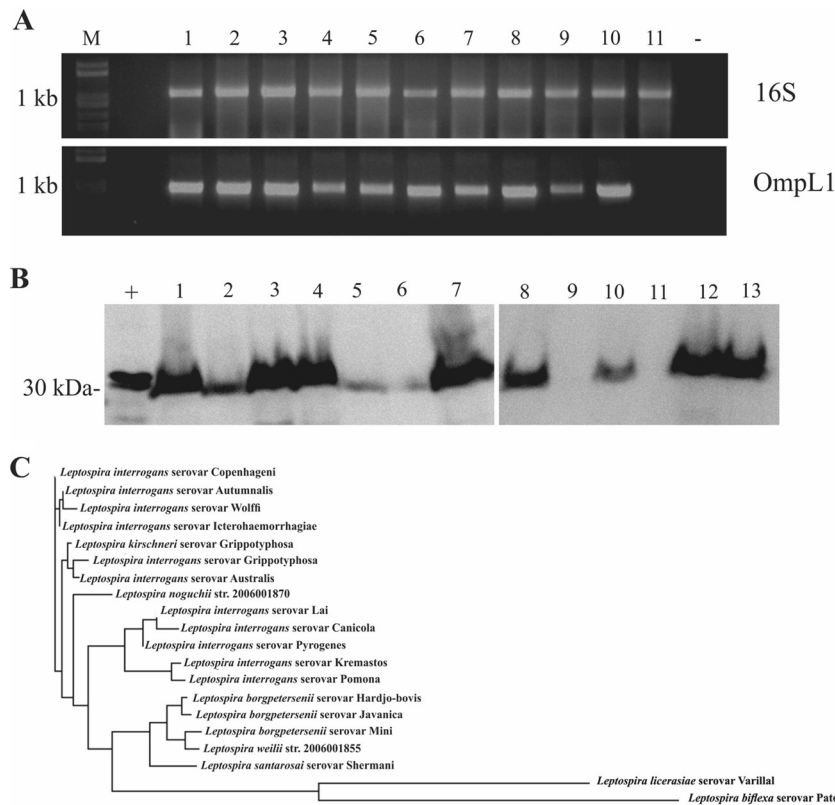 A
M 1 2 3 4 5 6 7 8 9 10 11 -
1 kb 16S
1 kb OmpL1
B
+ 1 2 3 4 5 6 7 8 9 10 11 12 13
30 kDa-
C
Leptospira interrogans serovar Copenhageni
Leptospira interrogans serovar Autumnalis
Leptospira interrogans serovar Wolffi
Leptospira interrogans serovar Icterohaemorrhagiae
Leptospira kirschneri serovar Grippotyphosa
Leptospira interrogans serovar Grippotyphosa
Leptospira interrogans serovar Australis
Leptospira noguchii str. 2006001870
Leptospira interrogans serovar Lai
Leptospira interrogans serovar Canicola
Leptospira interrogans serovar Pyrogenes
Leptospira interrogans serovar Kremastos
Leptospira interrogans serovar Pomona
Leptospira borgpetersenii serovar Hardjo-bovis
Leptospira borgpetersenii serovar Javanica
Leptospira borgpetersenii serovar Mini
Leptospira weilii str. 2006001855
Leptospira santarosai serovar Shermani
Leptospira licerasiae serovar Varillal
Leptospira biflexa serovar Pato